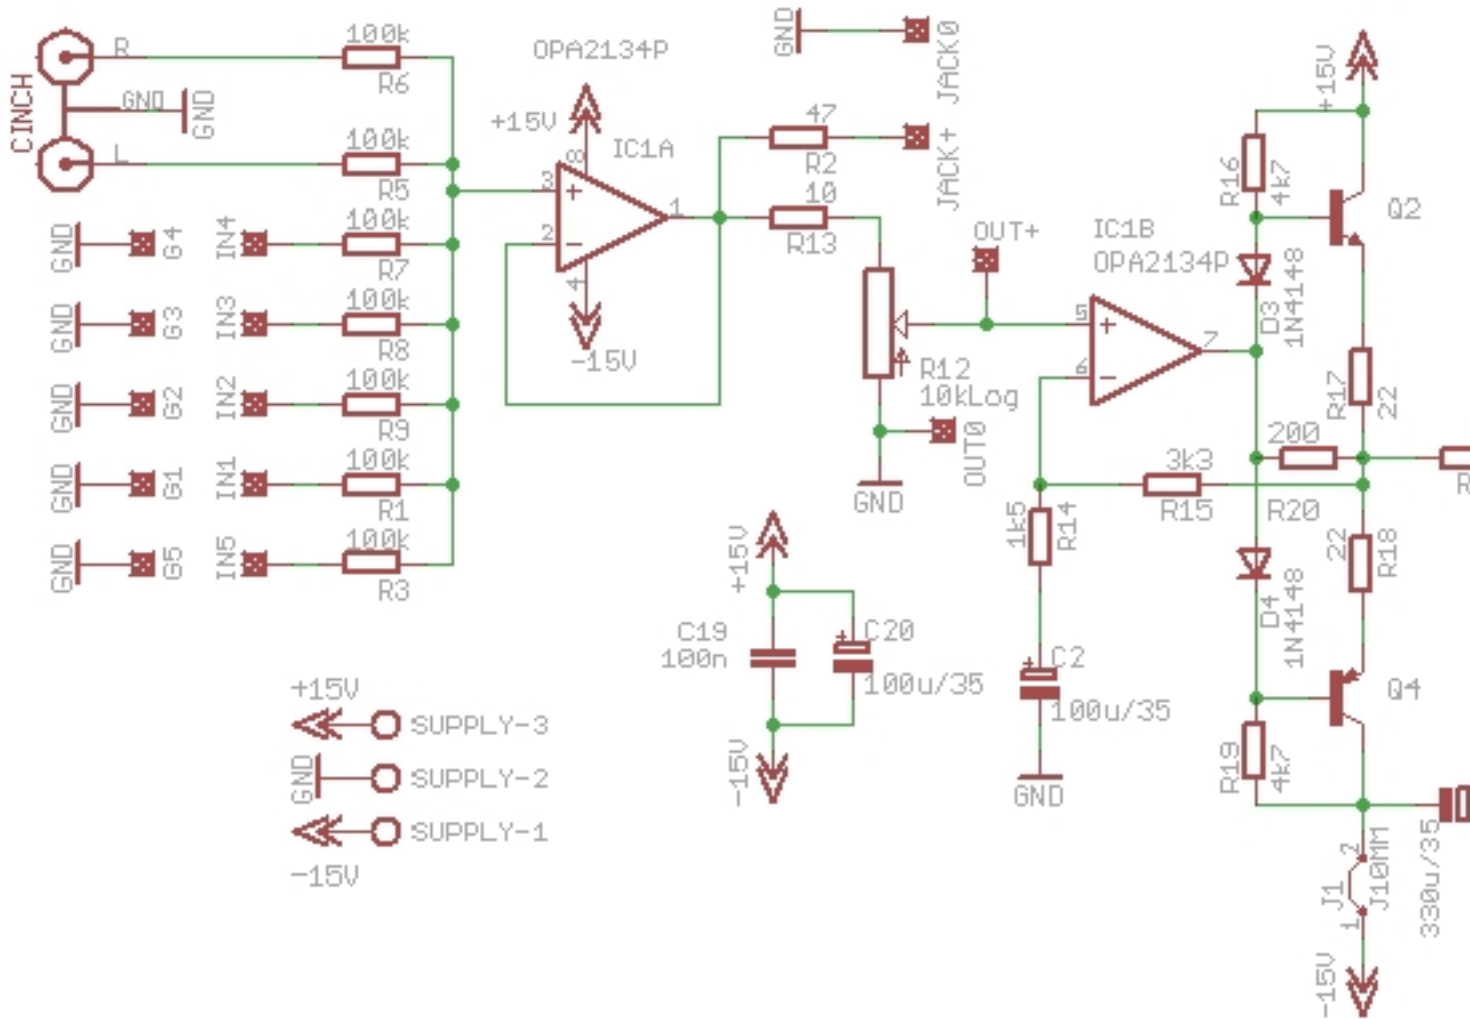 CINCH
R
GND
GND
L
100k
R6
100k
R5
GND
G4
IN4
100k
R7
GND
G3
IN3
100k
R8
GND
G2
IN2
100k
R9
GND
G1
IN1
100k
R1
GND
G5
IN5
100k
R3
OPA2134P
+15V
IC1A
8
3
+
1
2
-
4
-15V
GND
JACK0
47
R2
JACK+
10
R13
OUT+
R12
10kLog
OUT0
GND
IC1B
OPA2134P
5
+
7
6
-
+15V
R16
4k7
Q2
D3
1N4148
R17
22
200
R20
R
3k3
R15
1k5
R14
22
R18
D4
1N4148
+
C2
100u/35
GND
+15V
C19
100n
+
C20
100u/35
-15V
Q4
R19
4k7
330u/35
2
J1
J10MM
1
-15V
+15V
SUPPLY-3
GND
SUPPLY-2
SUPPLY-1
-15V